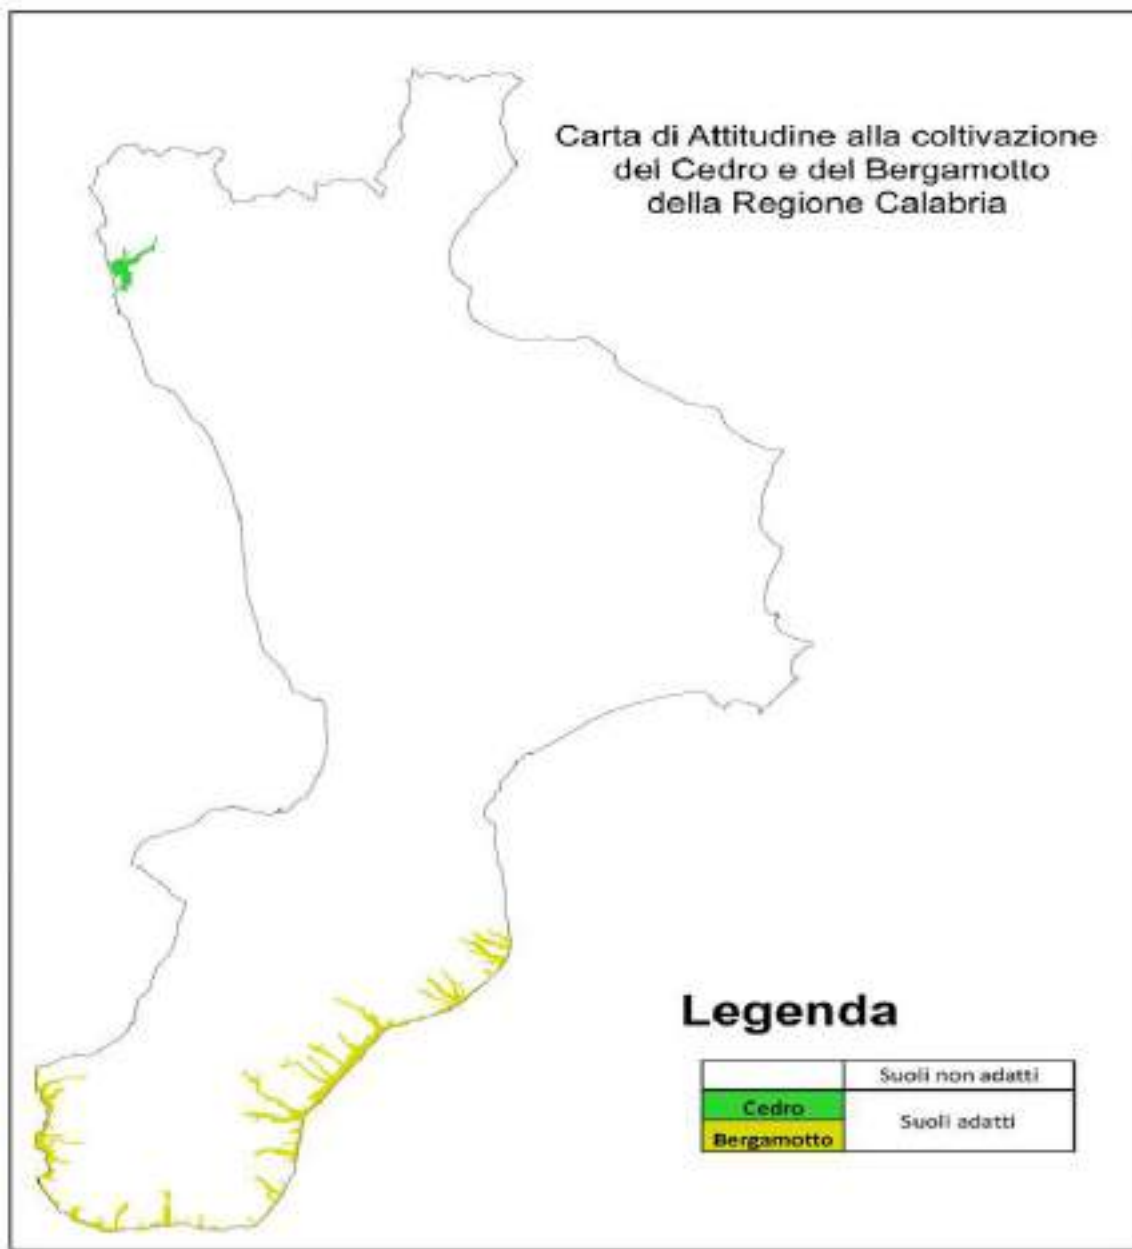 Carta di Attitudine alla coltivazione
del Cedro e del Bergamotto
della Regione Calabria
Legenda
Suoli non adatti
Cedro
Suoli adatti
Bergamotto